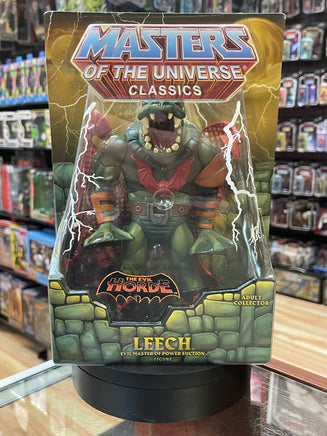 MASTERS
OF THE UNIVERSE
CLASSICS
THE EVIL
HORDE
ADULT
COLLECTOR
LEECH
EVIL MASTER OF POWER SUCTION
FIGURE